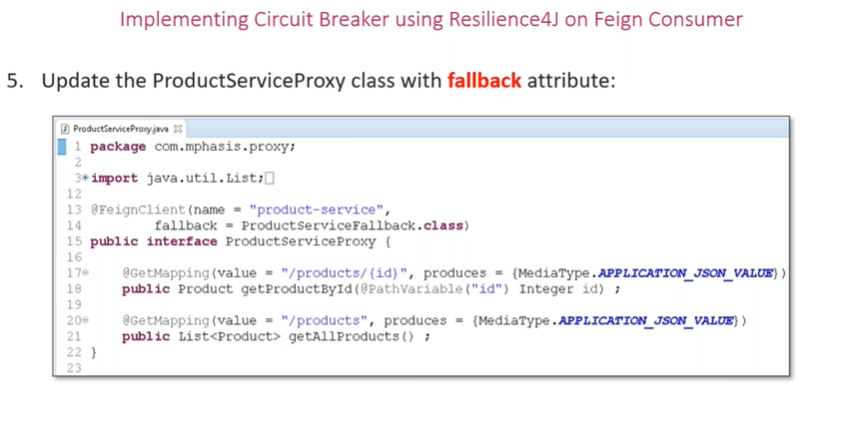 Implementing Circuit Breaker using Resilience4J on Feign Consumer
5. Update the ProductServiceProxy class with fallback attribute:
ProductServiceProxy.java
1 package com.mphasis.proxy;
2
3 import java.util.List;
12
13 @FeignClient(name = "product-service",
14 fallback = ProductServiceFallback.class)
15 public interface ProductServiceProxy {
16
17 @GetMapping(value = "/products/{id}", produces = {MediaType.APPLICATION_JSON_VALUE})
18 public Product getProductById(@PathVariable("id") Integer id) ;
19
20 @GetMapping(value = "/products", produces = {MediaType.APPLICATION_JSON_VALUE})
21 public List<Product> getAllProducts() ;
22 }
23